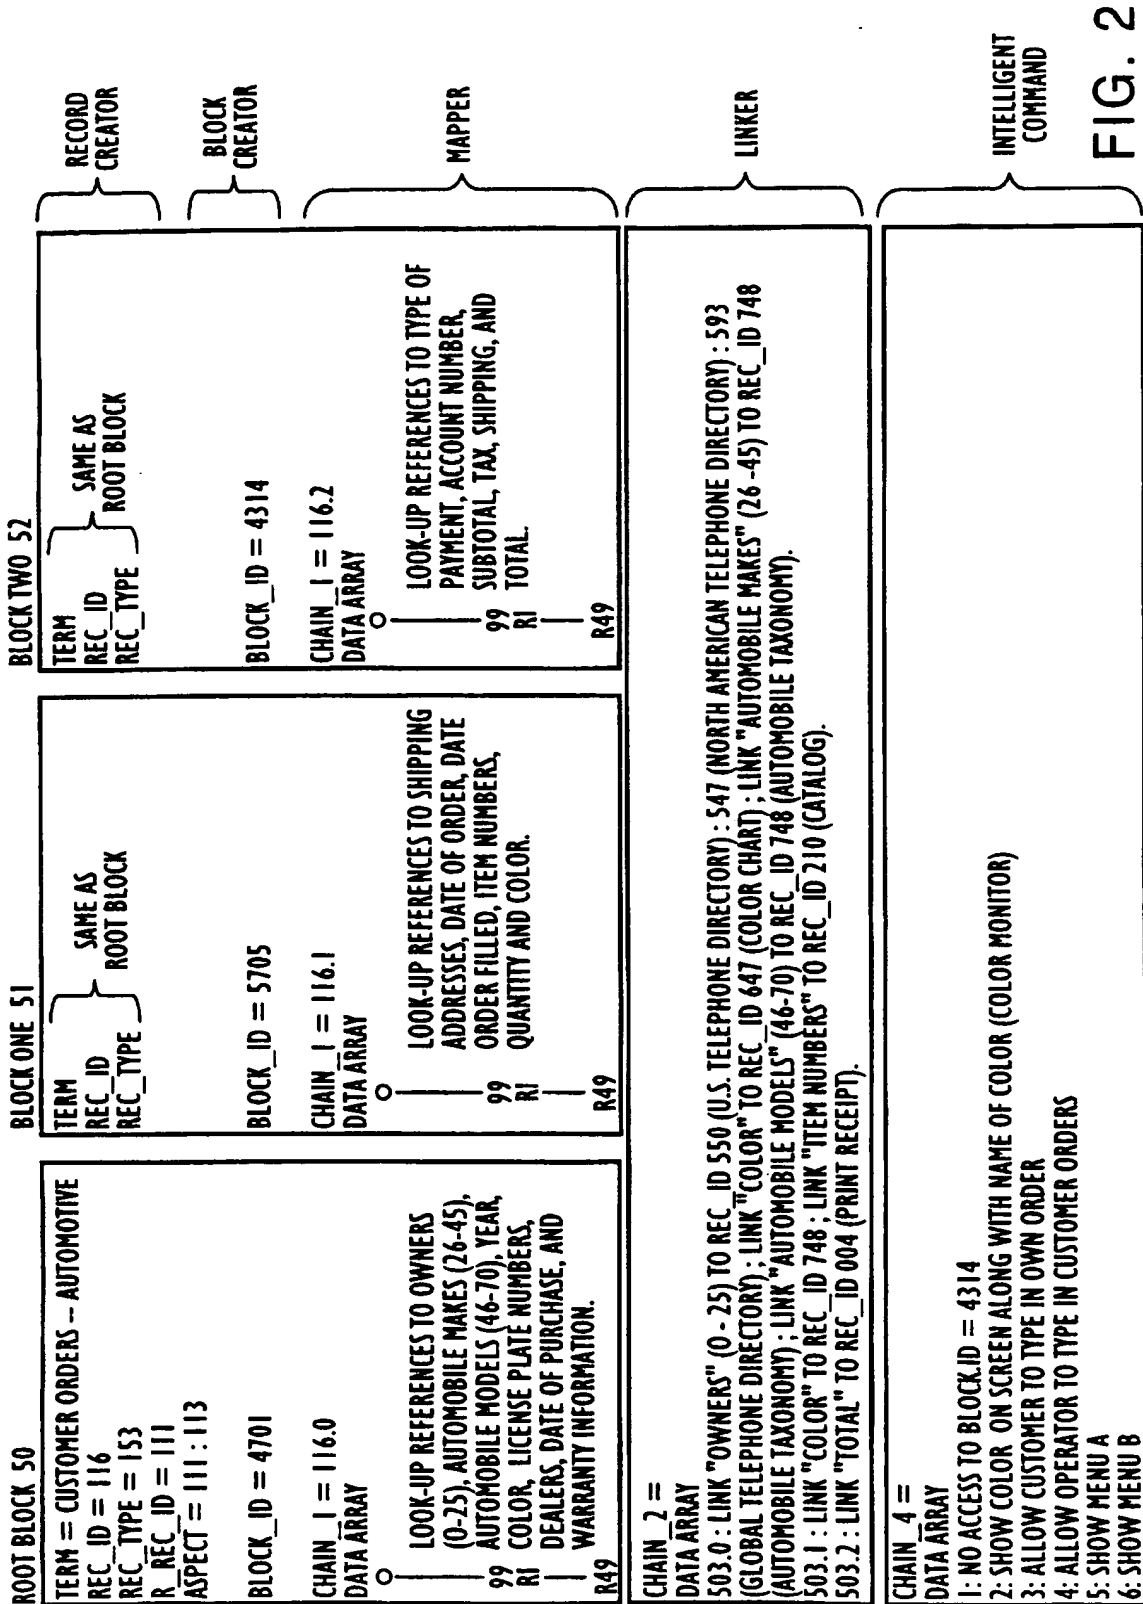 ROOT BLOCK 50
TERM = CUSTOMER ORDERS -- AUTOMOTIVE
REC_ID = 116
REC_TYPE = 153
R_REC_ID = 111
ASPECT = 111 : 113
BLOCK_ID = 4701
CHAIN_1 = 116.0
DATA ARRAY
0
99
R1
R49
LOOK-UP REFERENCES TO OWNERS
(0-25), AUTOMOBILE MAKES (26-45),
AUTOMOBILE MODELS (46-70), YEAR,
COLOR, LICENSE PLATE NUMBERS,
DEALERS, DATE OF PURCHASE, AND
WARRANTY INFORMATION.
BLOCK ONE 51
TERM
REC_ID
REC_TYPE
SAME AS
ROOT BLOCK
BLOCK_ID = 5705
CHAIN_1 = 116.1
DATA ARRAY
0
99
R1
R49
LOOK-UP REFERENCES TO SHIPPING
ADDRESSES, DATE OF ORDER, DATE
ORDER FILLED, ITEM NUMBERS,
QUANTITY AND COLOR.
BLOCK TWO 52
TERM
REC_ID
REC_TYPE
SAME AS
ROOT BLOCK
BLOCK_ID = 4314
CHAIN_1 = 116.2
DATA ARRAY
0
99
R1
R49
LOOK-UP REFERENCES TO TYPE OF
PAYMENT, ACCOUNT NUMBER,
SUBTOTAL, TAX, SHIPPING, AND
TOTAL.
RECORD
CREATOR
BLOCK
CREATOR
MAPPER
CHAIN_2 =
DATA ARRAY
503.0 : LINK "OWNERS" (0 - 25) TO REC_ID 550 (U.S. TELEPHONE DIRECTORY) : 547 (NORTH AMERICAN TELEPHONE DIRECTORY) : 593
(GLOBAL TELEPHONE DIRECTORY) ; LINK "COLOR" TO REC_ID 647 (COLOR CHART) ; LINK "AUTOMOBILE MAKES" (26 -45) TO REC_ID 748
(AUTOMOBILE TAXONOMY) ; LINK "AUTOMOBILE MODELS" (46-70) TO REC_ID 748 (AUTOMOBILE TAXONOMY).
503.1 : LINK "COLOR" TO REC_ID 748 ; LINK "ITEM NUMBERS" TO REC_ID 210 (CATALOG).
503.2 : LINK "TOTAL" TO REC_ID 004 (PRINT RECEIPT).
LINKER
CHAIN_4 =
DATA ARRAY
1: NO ACCESS TO BLOCK.ID = 4314
2: SHOW COLOR ON SCREEN ALONG WITH NAME OF COLOR (COLOR MONITOR)
3: ALLOW CUSTOMER TO TYPE IN OWN ORDER
4: ALLOW OPERATOR TO TYPE IN CUSTOMER ORDERS
5: SHOW MENU A
6: SHOW MENU B
INTELLIGENT
COMMAND
FIG. 2